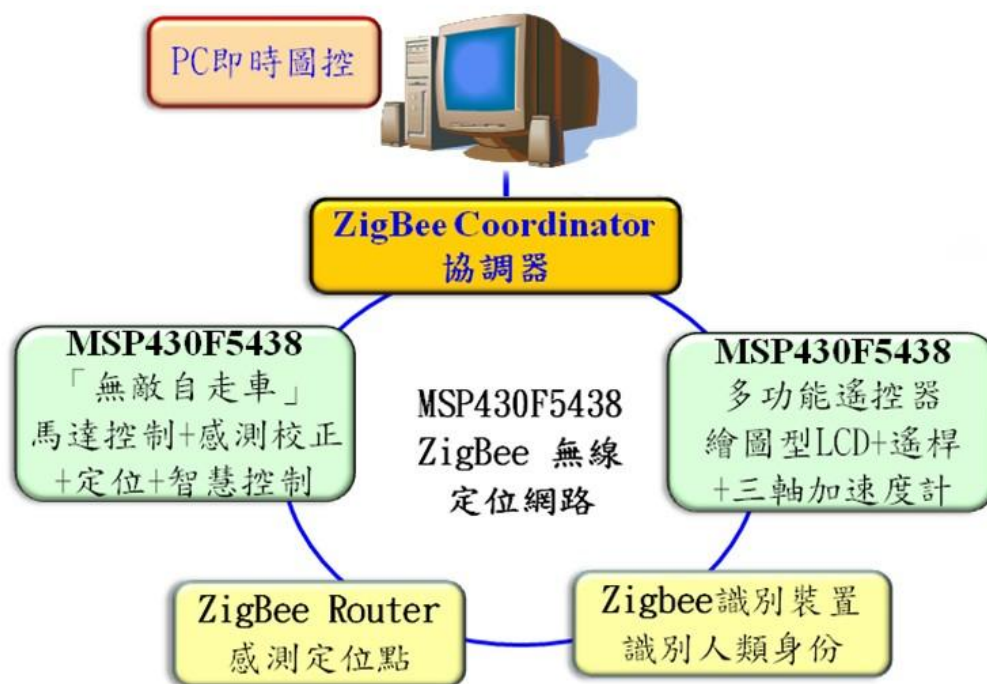 PC即時圖控
ZigBee Coordinator
協調器
MSP430F5438
「無敵自走車」
馬達控制+感測校正
+定位+智慧控制
MSP430F5438
ZigBee 無線
定位網路
MSP430F5438
多功能遙控器
繪圖型LCD+遙桿
+三軸加速度計
ZigBee Router
感測定位點
Zigbee識別裝置
識別人類身份